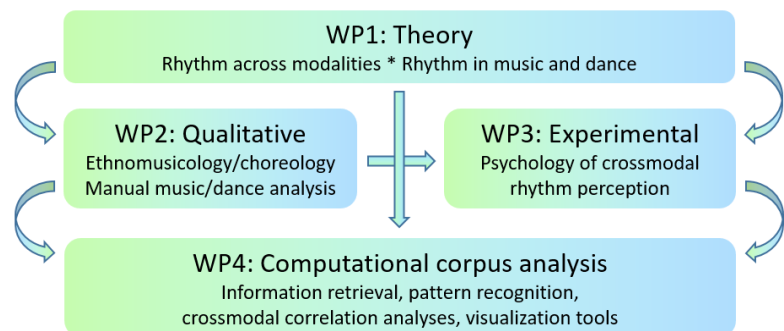 WP1: Theory
Rhythm across modalities * Rhythm in music and dance
WP2: Qualitative
Ethnomusicology/choreology
Manual music/dance analysis
WP3: Experimental
Psychology of crossmodal
rhythm perception
WP4: Computational corpus analysis
Information retrieval, pattern recognition,
crossmodal correlation analyses, visualization tools